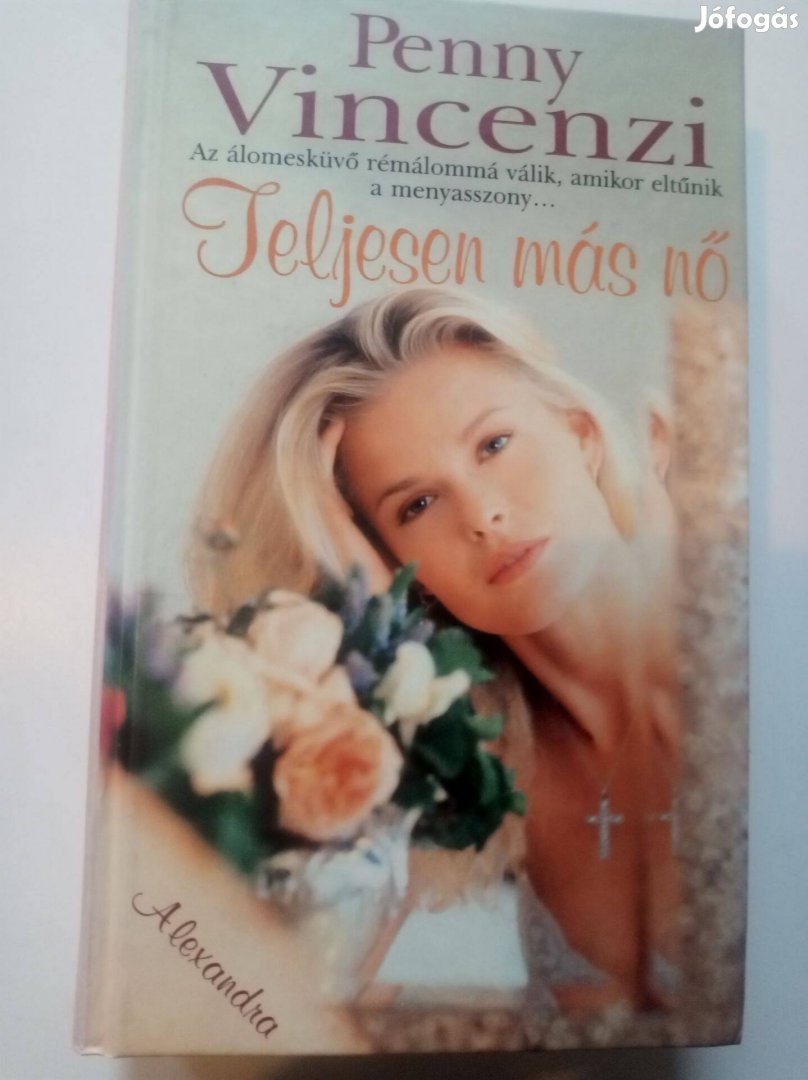 Jófogás
Penny
Vincenzi
Az álomesküvő rémálommá válik, amikor eltűnik
a menyasszony...
Teljesen más nő
Alexandra